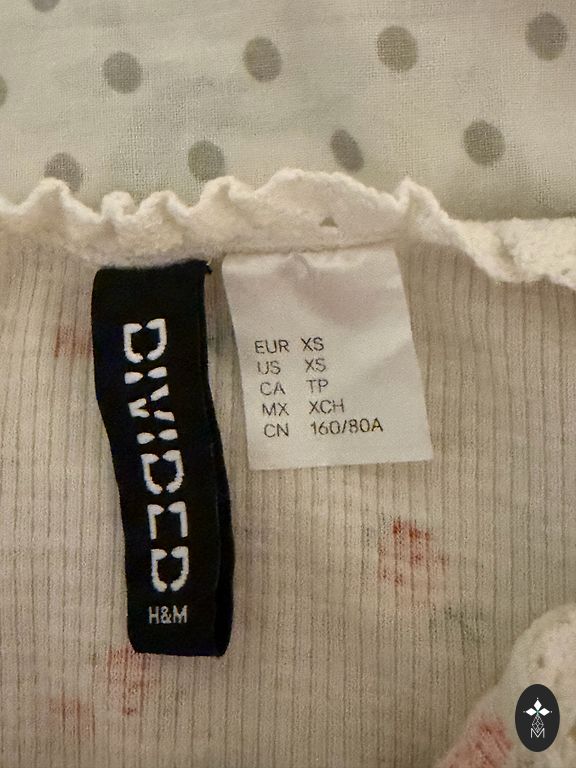 DIVIDED
H&M
EUR XS
US XS
CA TP
MX XCH
CN 160/80A
M